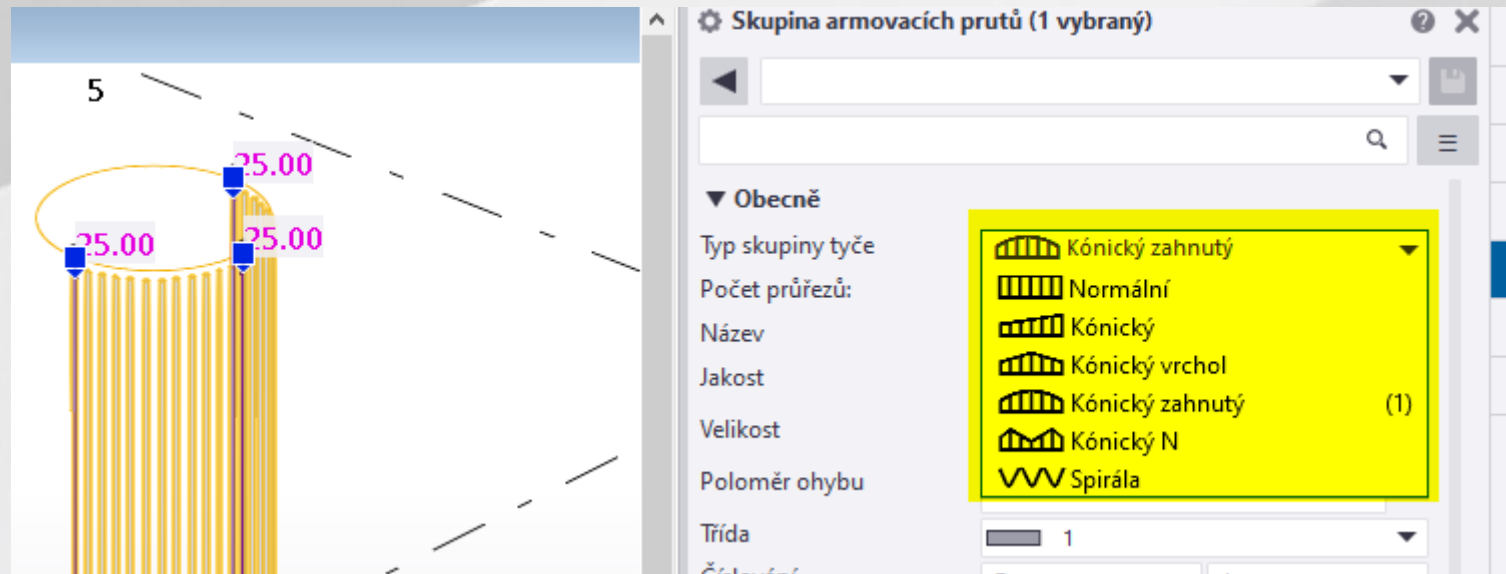 Skupina armovacích prutů (1 vybraný)
5
25.00
25.00
25.00
Obecně
Typ skupiny tyče
Kónický zahnutý
Počet průřezů:
Normální
Název
Kónický
Jakost
Kónický vrchol
Kónický zahnutý (1)
Velikost
Kónický N
Poloměr ohybu
Spirála
Třída
1